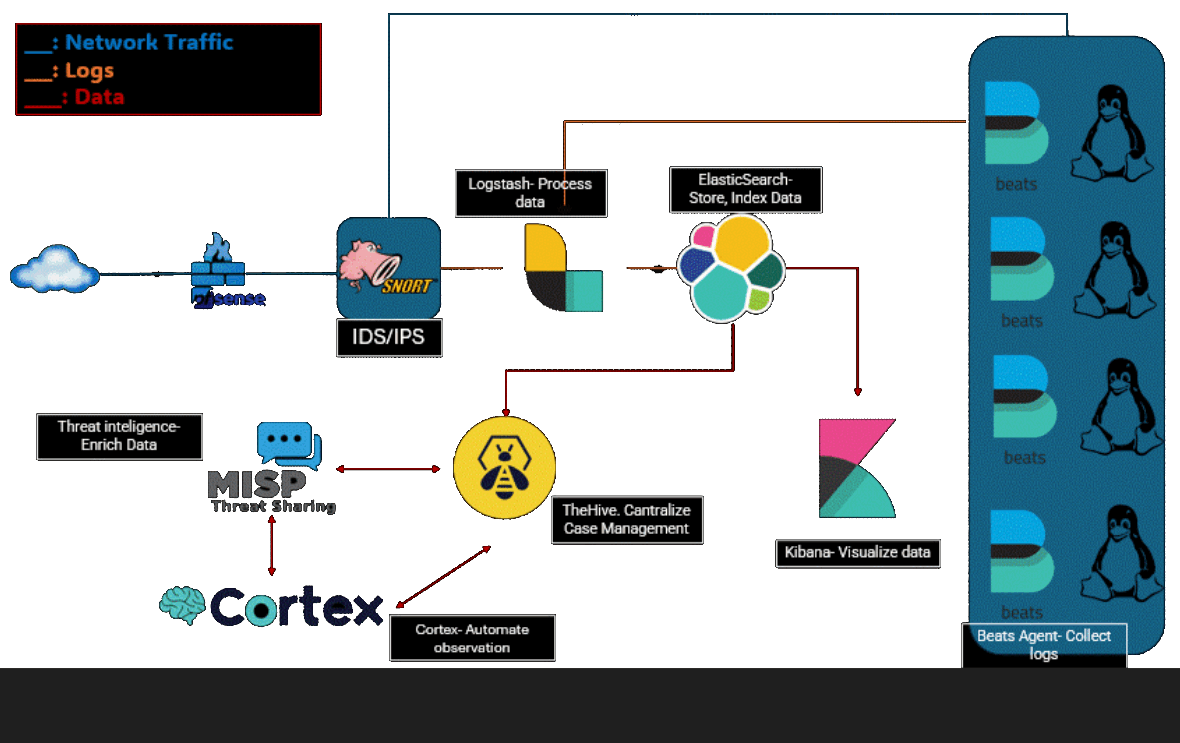 __: Network Traffic
__: Logs
___: Data
Logstash- Process
data
ElasticSearch-
Store, Index Data
pfsense
SNORT
IDS/IPS
Threat inteligence-
Enrich Data
MISP
Threat Sharing
TheHive. Cantralize
Case Management
Kibana- Visualize data
Cortex
Cortex- Automate
observation
beats
beats
beats
beats
Beats Agent- Collect
logs